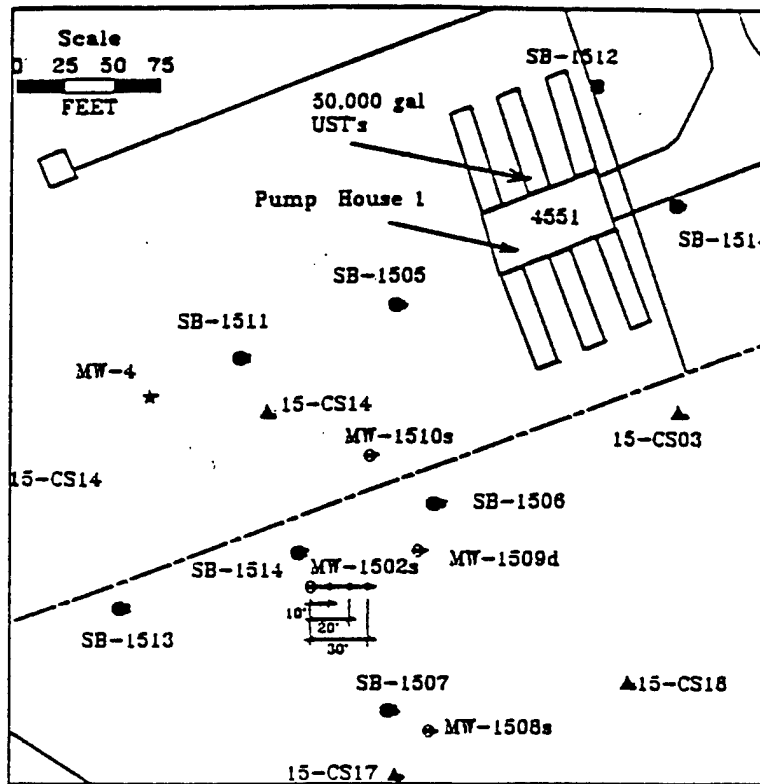 Scale
0 25 50 75
FEET
SB-1512
50,000 gal
UST's
Pump House 1
4551
SB-1514
SB-1505
SB-1511
MW-4
15-CS14
MW-1510s
15-CS03
15-CS14
SB-1506
SB-1514
MW-1502s
MW-1509d
10'
20'
30'
SB-1513
SB-1507
15-CS18
MW-1508s
15-CS17